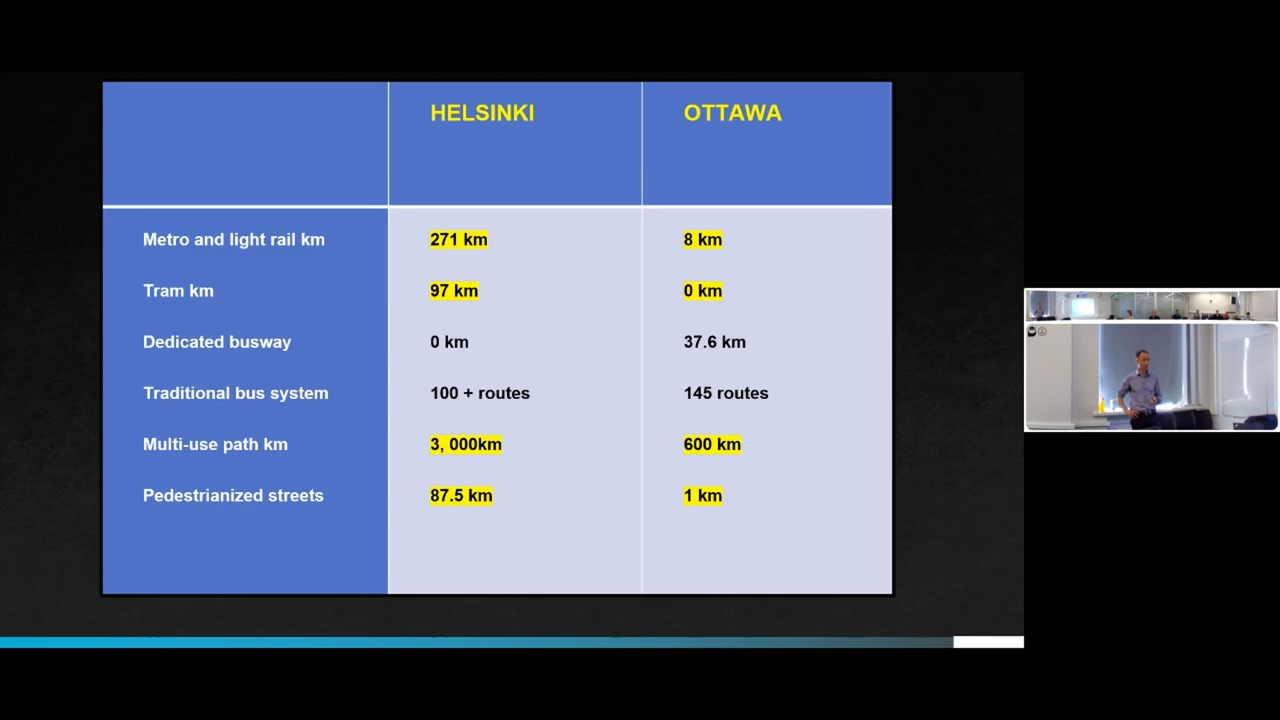 HELSINKI OTTAWA
Metro and light rail km 271 km 8 km
Tram km 97 km 0 km
Dedicated busway 0 km 37.6 km
Traditional bus system 100 + routes 145 routes
Multi-use path km 3, 000km 600 km
Pedestrianized streets 87.5 km 1 km